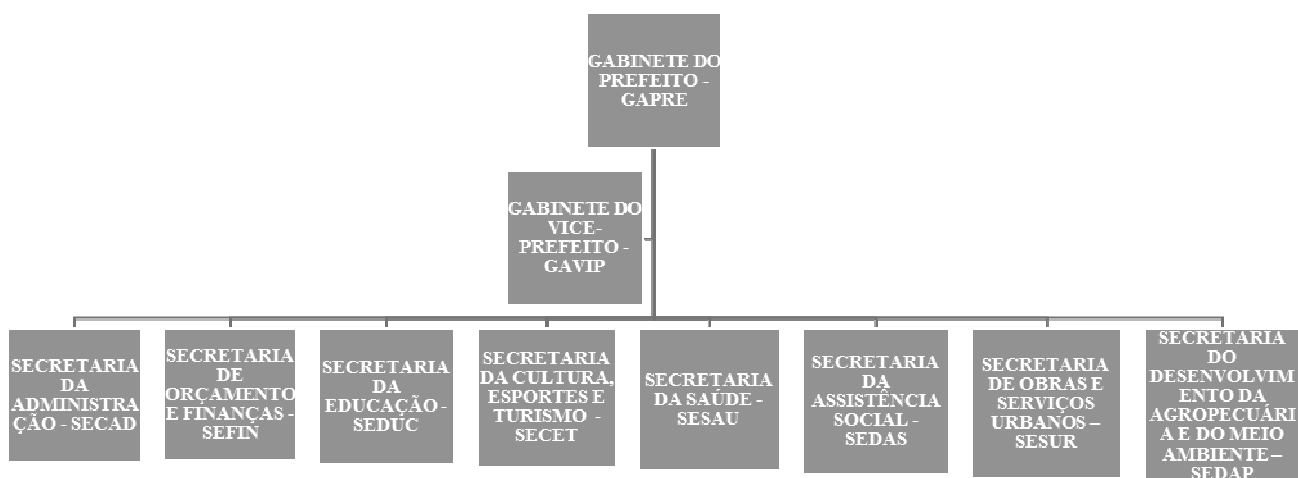 GABINETE DO
PREFEITO -
GAPRE
GABINETE DO
VICE-
PREFEITO -
GAVIP
SECRETARIA
DA
ADMINISTRA
ÇÃO - SECAD
SECRETARIA
DE
ORÇAMENTO
E FINANÇAS -
SEFIN
SECRETARIA
DA
EDUCAÇÃO -
SEDUC
SECRETARIA
DA CULTURA,
ESPORTES E
TURISMO -
SECET
SECRETARIA
DA SAÚDE -
SESAU
SECRETARIA
DA
ASSISTÊNCIA
SOCIAL -
SEDAS
SECRETARIA
DE OBRAS E
SERVIÇOS
URBANOS –
SESUR
SECRETARIA
DO
DESENVOLVIM
ENTO DA
AGROPECUÁRI
A E DO MEIO
AMBIENTE –
SEDAP